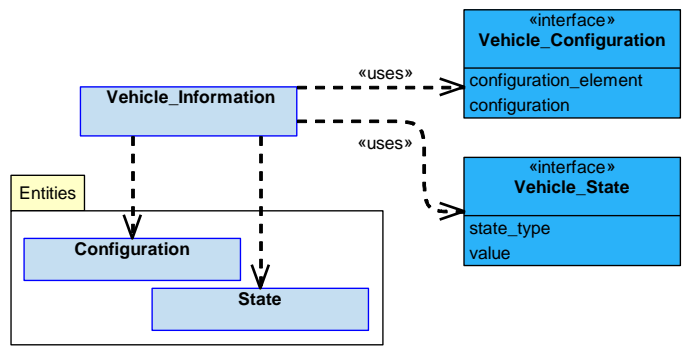 «interface»
Vehicle_Configuration
configuration_element
configuration
«uses»
Vehicle_Information
«uses»
«interface»
Vehicle_State
state_type
value
Entities
Configuration
State